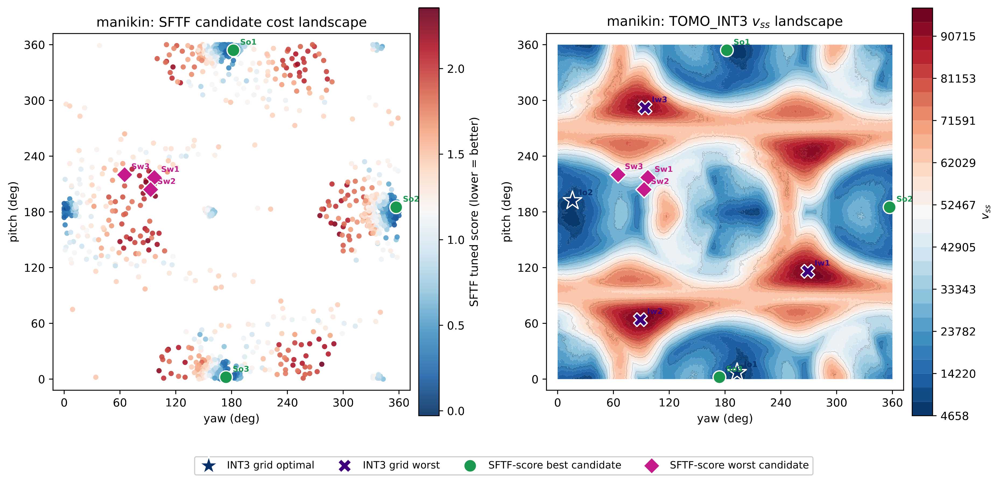 manikin: SFTF candidate cost landscape
360
300
240
180
120
60
0
pitch (deg)
0 60 120 180 240 300 360
yaw (deg)
So1
Sw3
Sw1
Sw2
So2
So3
2.0
1.5
1.0
0.5
0.0
SFTF tuned score (lower = better)
manikin: TOMO_INT3 vss landscape
360
300
240
180
120
60
0
pitch (deg)
0 60 120 180 240 300 360
yaw (deg)
So1
Iw3
Sw3
Sw1
Sw2
Io2
So2
Iw1
Iw2
Io1
So3
90715
81153
71591
62029
52467
42905
33343
23782
14220
4658
vss
INT3 grid optimal
INT3 grid worst
SFTF-score best candidate
SFTF-score worst candidate